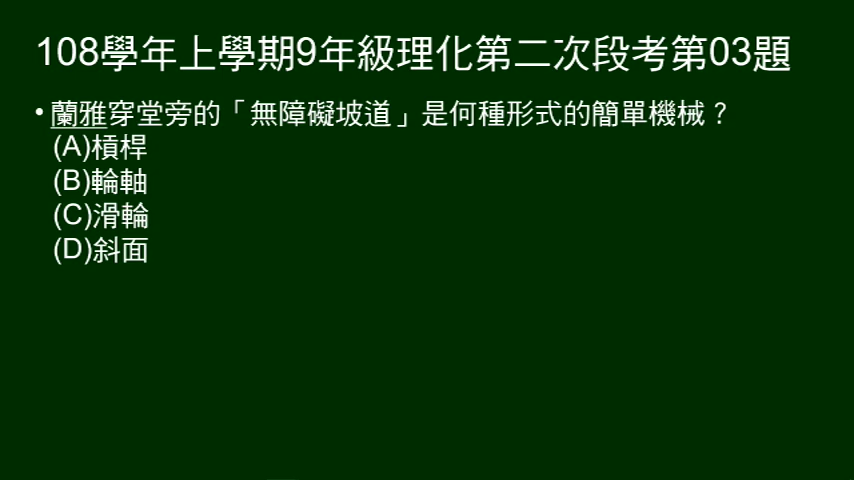 108學年上學期9年級理化第二次段考第03題
•蘭雅穿堂旁的「無障礙坡道」是何種形式的簡單機械？
(A)槓桿
(B)輪軸
(C)滑輪
(D)斜面